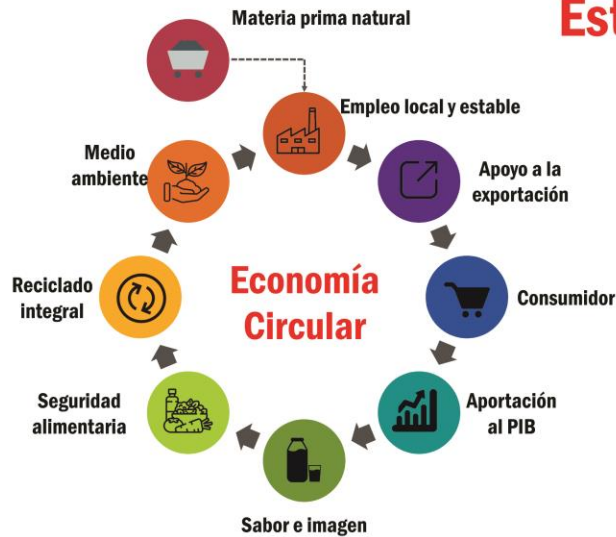 Materia prima natural
Est
Empleo local y estable
Apoyo a la
exportación
Consumidor
Aportación
al PIB
Sabor e imagen
Seguridad
alimentaria
Reciclado
integral
Medio
ambiente
Economía
Circular